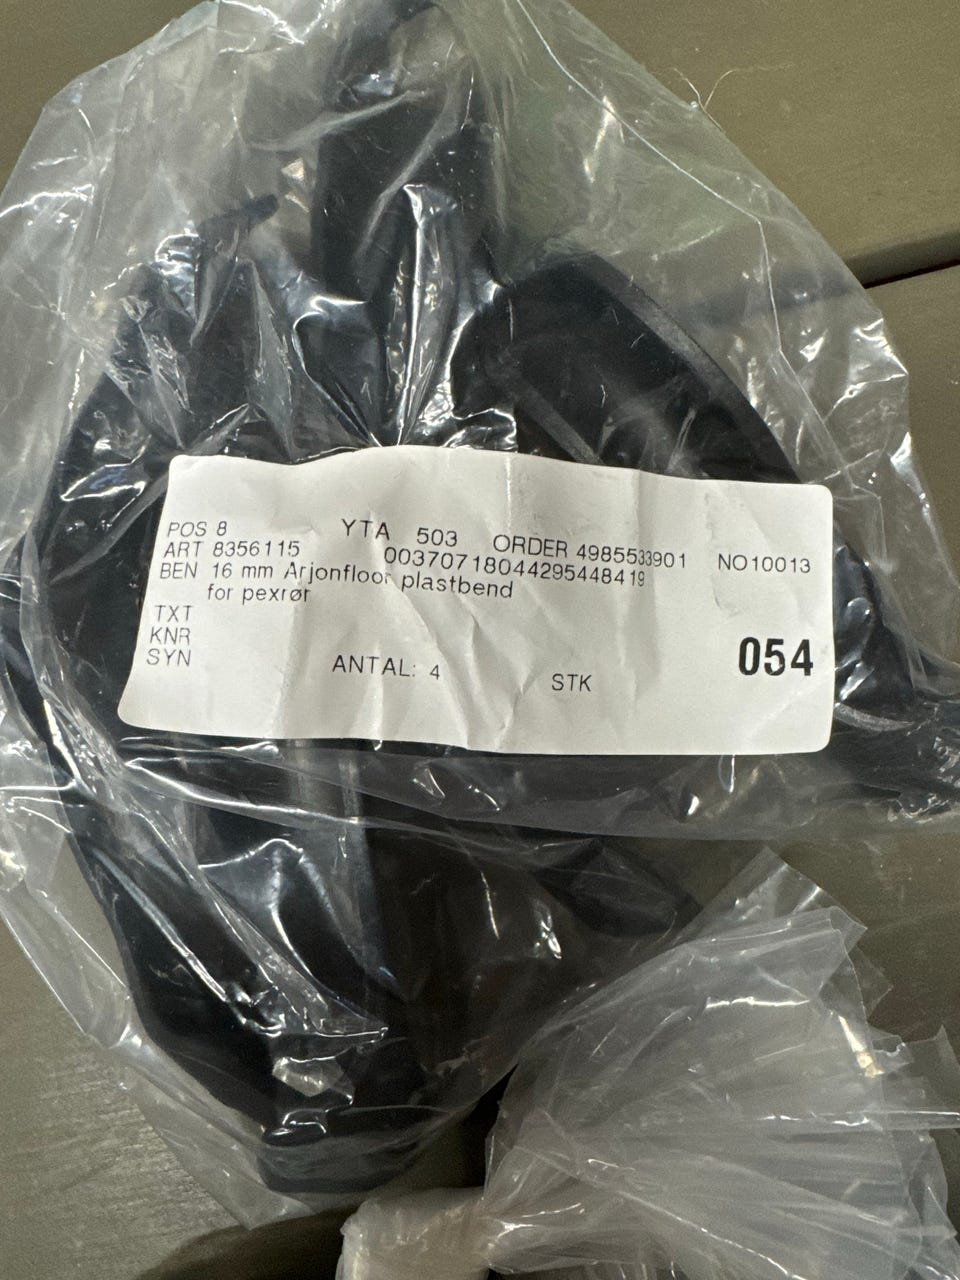 POS 8 YTA 503 ORDER 4985533901 NO10013
ART 8356115 00370718044295448419
BEN 16 mm Arjonfloor plastbend
for pexrør
TXT
KNR
SYN ANTAL: 4 STK 054